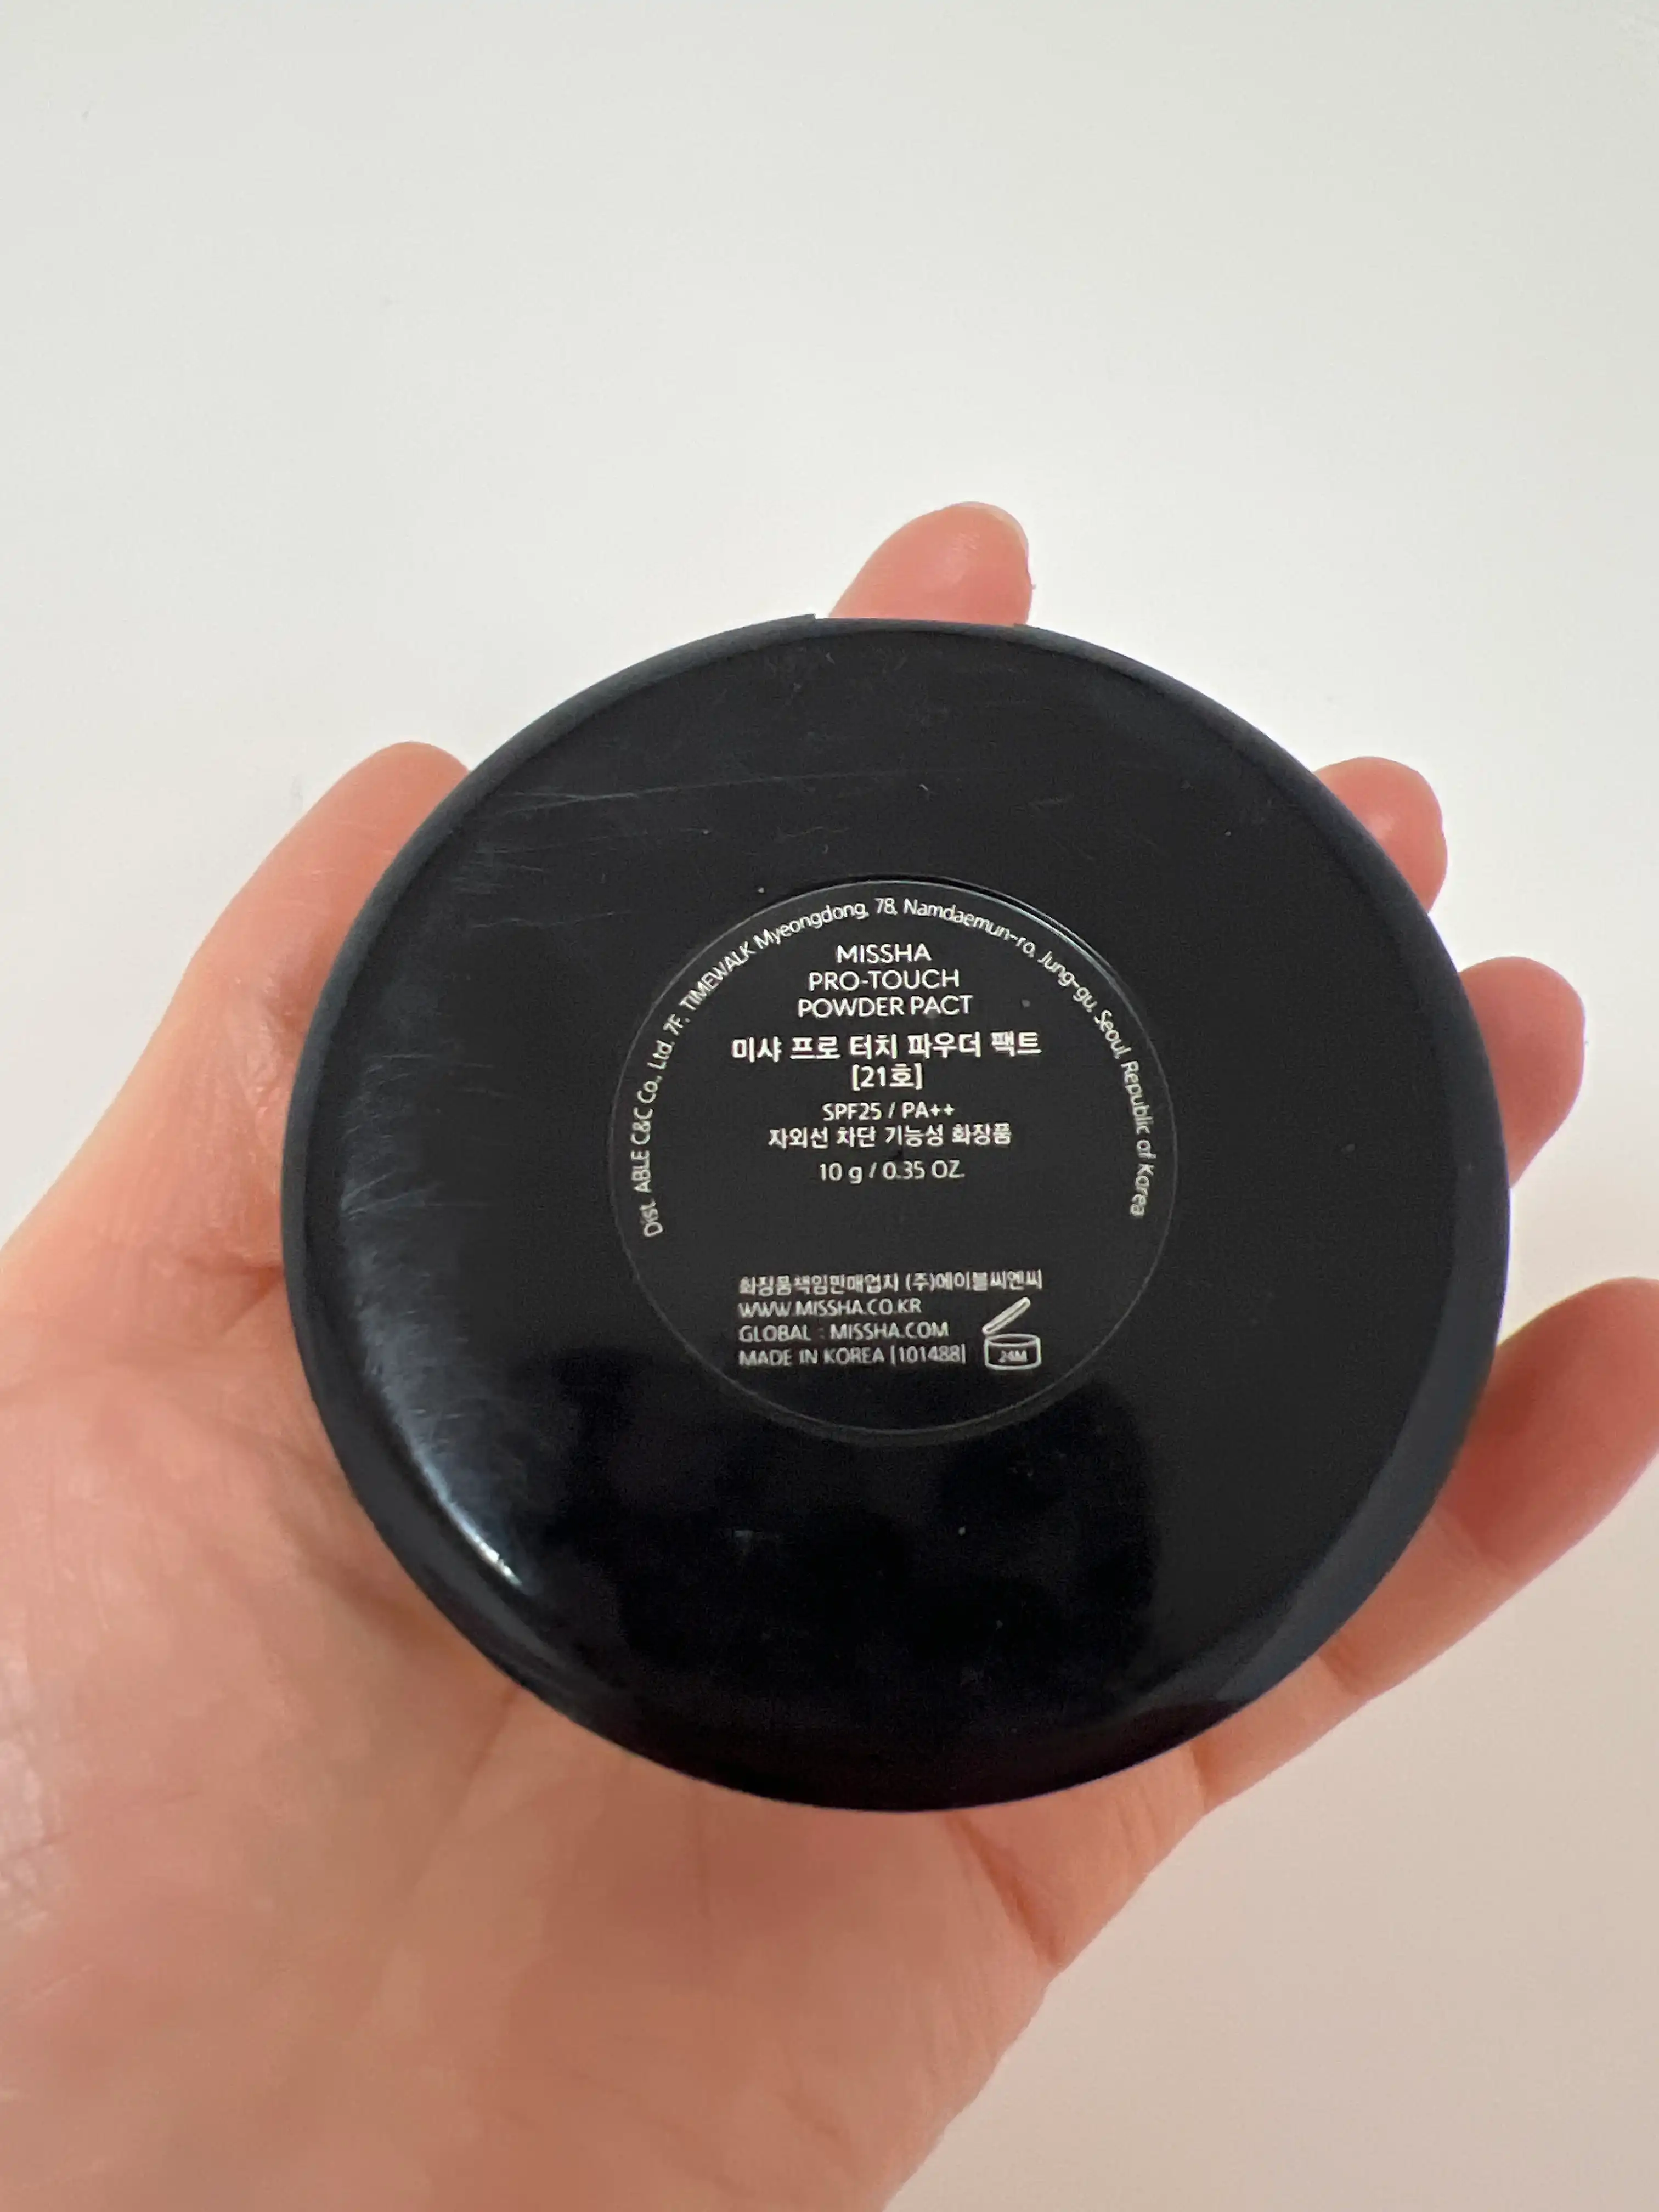 Dist. ABLE C&C Co., Ltd. 7F. TIMEWALK Myeongdong, 78, Namdaemun-ro, Jung-gu, Seoul, Republic of Korea
MISSHA
PRO-TOUCH
POWDER PACT
미샤 프로 터치 파우더 팩트
[21호]
SPF25 / PA++
자외선 차단 기능성 화장품
10 g / 0.35 OZ.
화장품책임판매업자 (주)에이블씨엔씨
WWW.MISSHA.CO.KR
GLOBAL : MISSHA.COM
MADE IN KOREA [101488]
24M